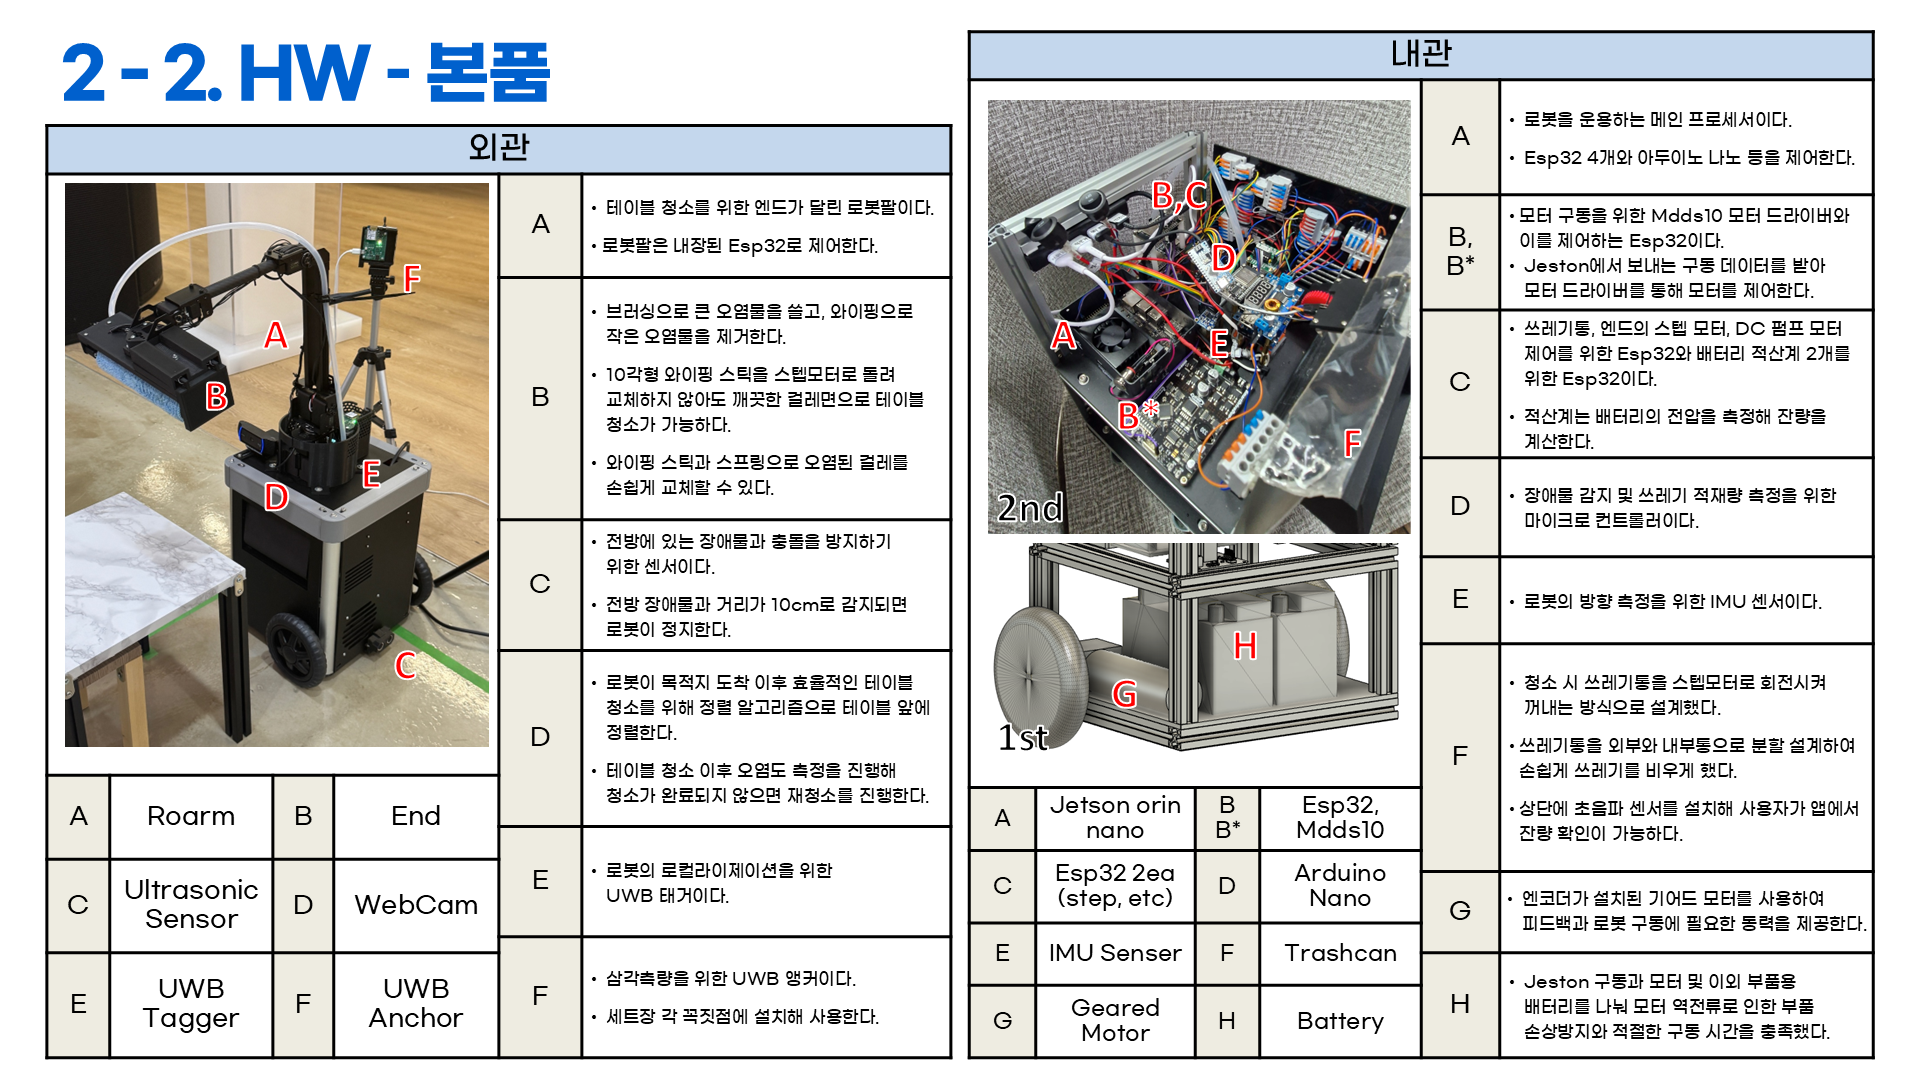 2 - 2. HW - 본품
외관
A
B
C
D
E
F
A
• 테이블 청소를 위한 엔드가 달린 로봇팔이다.
• 로봇팔은 내장된 Esp32로 제어한다.
B
• 브러싱으로 큰 오염물을 쓸고, 와이핑으로
작은 오염물을 제거한다.
• 10각형 와이핑 스틱을 스텝모터로 돌려
교체하지 않아도 깨끗한 걸레면으로 테이블
청소가 가능하다.
• 와이핑 스틱과 스프링으로 오염된 걸레를
손쉽게 교체할 수 있다.
C
• 전방에 있는 장애물과 충돌을 방지하기
위한 센서이다.
• 전방 장애물과 거리가 10cm로 감지되면
로봇이 정지한다.
D
• 로봇이 목적지 도착 이후 효율적인 테이블
청소를 위해 정렬 알고리즘으로 테이블 앞에
정렬한다.
• 테이블 청소 이후 오염도 측정을 진행해
청소가 완료되지 않으면 재청소를 진행한다.
E
• 로봇의 로컬라이제이션을 위한
UWB 태거이다.
F
• 삼각측량을 위한 UWB 앵커이다.
• 세트장 각 꼭짓점에 설치해 사용한다.
A
Roarm
B
End
C
Ultrasonic
Sensor
D
WebCam
E
UWB
Tagger
F
UWB
Anchor
내관
B,C
D
A
E
B*
F
2nd
H
G
1st
A
• 로봇을 운용하는 메인 프로세서이다.
• Esp32 4개와 아두이노 나노 등을 제어한다.
B,
B*
• 모터 구동을 위한 Mdds10 모터 드라이버와
이를 제어하는 Esp32이다.
• Jeston에서 보내는 구동 데이터를 받아
모터 드라이버를 통해 모터를 제어한다.
C
• 쓰레기통, 엔드의 스텝 모터, DC 펌프 모터
제어를 위한 Esp32와 배터리 적산계 2개를
위한 Esp32이다.
• 적산계는 배터리의 전압을 측정해 잔량을
계산한다.
D
• 장애물 감지 및 쓰레기 적재량 측정을 위한
마이크로 컨트롤러이다.
E
• 로봇의 방향 측정을 위한 IMU 센서이다.
F
• 청소 시 쓰레기통을 스텝모터로 회전시켜
꺼내는 방식으로 설계했다.
• 쓰레기통을 외부와 내부통으로 분할 설계하여
손쉽게 쓰레기를 비우게 했다.
• 상단에 초음파 센서를 설치해 사용자가 앱에서
잔량 확인이 가능하다.
G
• 엔코더가 설치된 기어드 모터를 사용하여
피드백과 로봇 구동에 필요한 동력을 제공한다.
H
• Jeston 구동과 모터 및 이외 부품용
배터리를 나눠 모터 역전류로 인한 부품
손상방지와 적절한 구동 시간을 충족했다.
A
Jetson orin
nano
B
B*
Esp32,
Mdds10
C
Esp32 2ea
(step, etc)
D
Arduino
Nano
E
IMU Senser
F
Trashcan
G
Geared
Motor
H
Battery